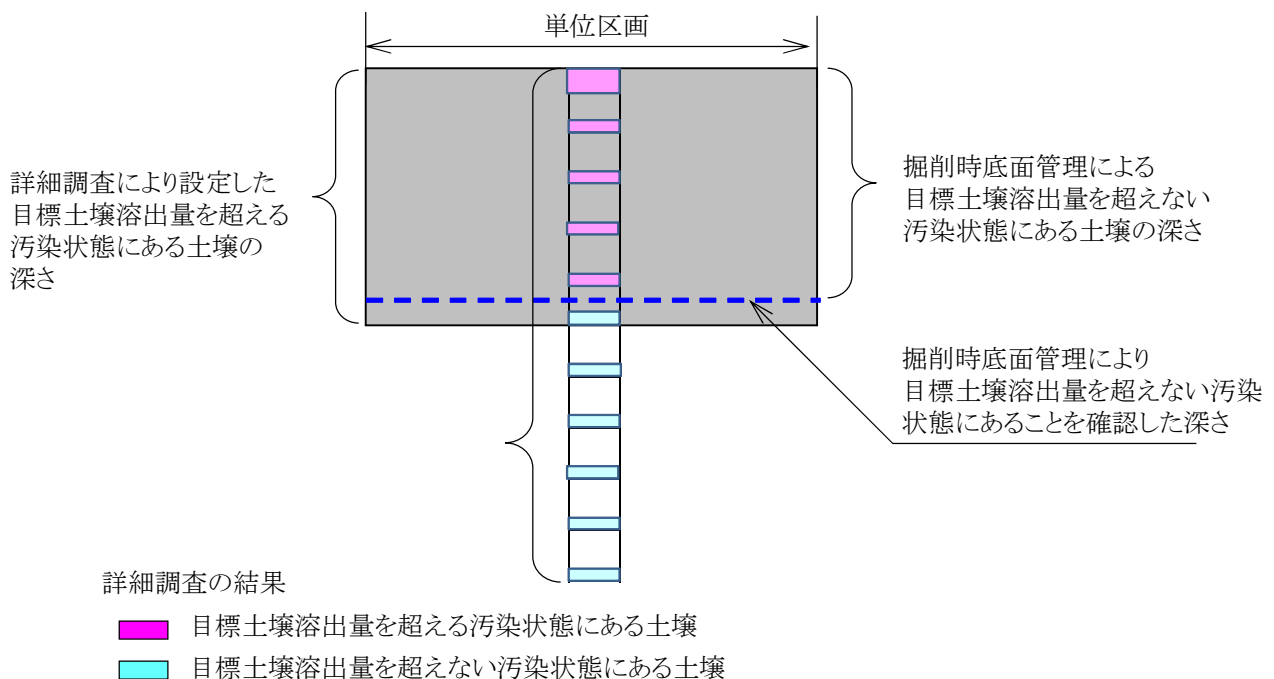 単位区画
詳細調査により設定した
目標土壌溶出量を超える
汚染状態にある土壌の
深さ
掘削時底面管理による
目標土壌溶出量を超えない
汚染状態にある土壌の深さ
掘削時底面管理により
目標土壌溶出量を超えない汚染
状態にあることを確認した深さ
詳細調査の結果
目標土壌溶出量を超える汚染状態にある土壌
目標土壌溶出量を超えない汚染状態にある土壌